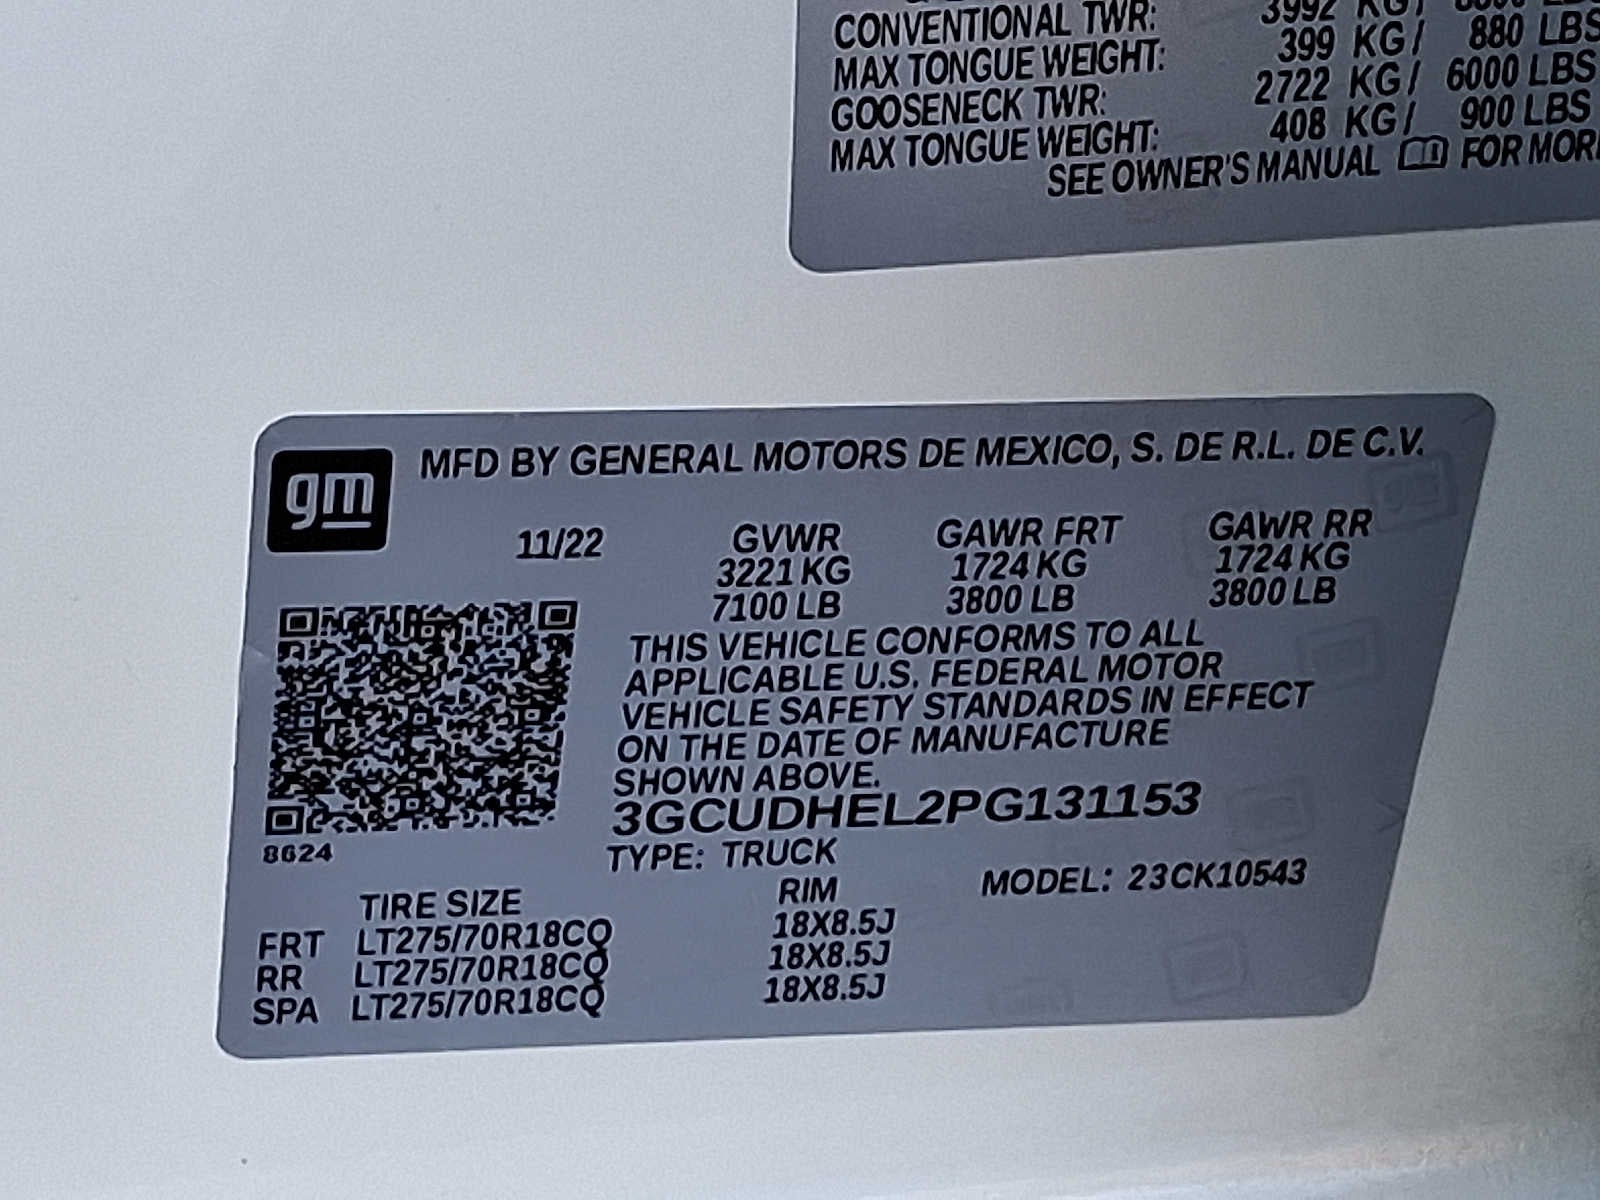 CONVENTIONAL TWR: 3992 KG/
MAX TONGUE WEIGHT: 399 KG/ 880 LBS
GOOSENECK TWR: 2722 KG/ 6000 LBS
MAX TONGUE WEIGHT: 408 KG/ 900 LBS
SEE OWNER'S MANUAL FOR MORE
gm
MFD BY GENERAL MOTORS DE MEXICO, S. DE R.L. DE C.V.
11/22 GVWR GAWR FRT GAWR RR
3221 KG 1724 KG 1724 KG
7100 LB 3800 LB 3800 LB
THIS VEHICLE CONFORMS TO ALL
APPLICABLE U.S. FEDERAL MOTOR
VEHICLE SAFETY STANDARDS IN EFFECT
ON THE DATE OF MANUFACTURE
SHOWN ABOVE.
3GCUDHEL2PG131153
8624
TYPE: TRUCK
MODEL: 23CK10543
TIRE SIZE RIM
FRT LT275/70R18CQ 18X8.5J
RR LT275/70R18CQ 18X8.5J
SPA LT275/70R18CQ 18X8.5J